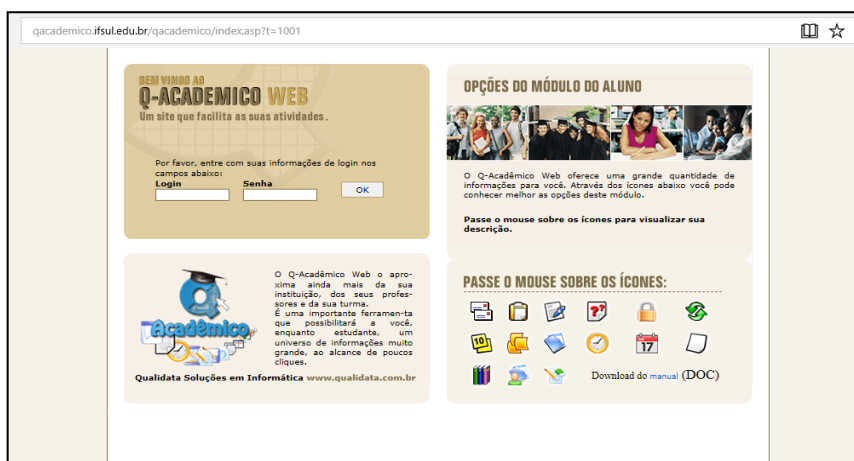 qacademico.ifsul.edu.br/qacademico/index.asp?t=1001
BEM VINDO AO
Q-ACADEMICO WEB
Um site que facilita as suas atividades.
Por favor, entre com suas informações de login nos
campos abaixo:
Login Senha
OK
OPÇÕES DO MÓDULO DO ALUNO
O Q-Acadêmico Web oferece uma grande quantidade de
informações para você. Através dos ícones abaixo você pode
conhecer melhor as opções deste módulo.
Passe o mouse sobre os ícones para visualizar sua
descrição.
Acadêmico
O Q-Acadêmico Web o apro-
xima ainda mais da sua
instituição, dos seus profes-
sores e da sua turma.
É uma importante ferramen-ta
que possibilitará a você,
enquanto estudante, um
universo de informações muito
grande, ao alcance de poucos
cliques.
Qualidata Soluções em Informática www.qualidata.com.br
PASSE O MOUSE SOBRE OS ÍCONES:
??
10
17
Download do manual (DOC)